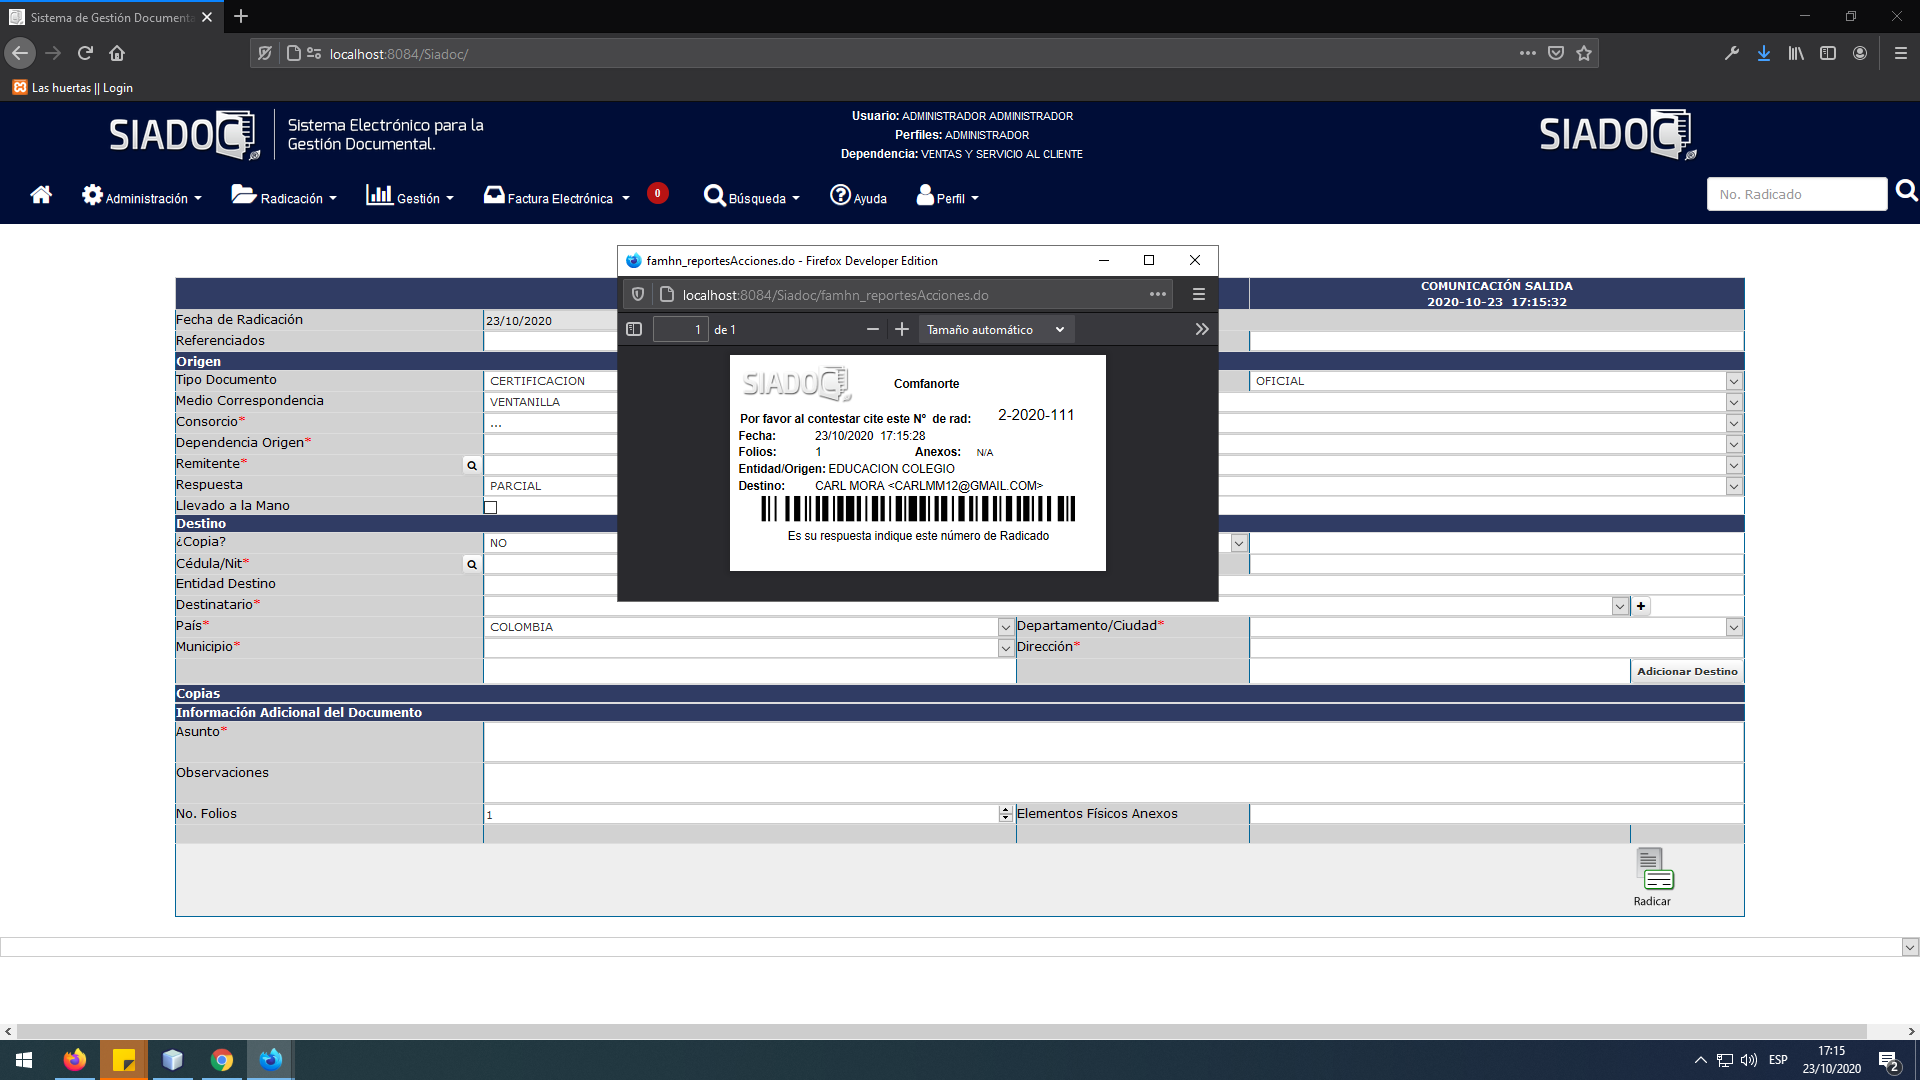 Sistema de Gestión Documenta
localhost:8084/Siadoc/
Las huertas || Login
SIADOC
Sistema Electrónico para la
Gestión Documental.
Usuario: ADMINISTRADOR ADMINISTRADOR
Perfiles: ADMINISTRADOR
Dependencia: VENTAS Y SERVICIO AL CLIENTE
SIADOC
Administración
Radicación
Gestión
Factura Electrónica
0
Búsqueda
Ayuda
Perfil
No. Radicado
famhn_reportesAcciones.do - Firefox Developer Edition
localhost:8084/Siadoc/famhn_reportesAcciones.do
1 de 1
Tamaño automático
SIADOC
Comfanorte
Por favor al contestar cite este N° de rad: 2-2020-111
Fecha: 23/10/2020 17:15:28
Folios: 1 Anexos: N/A
Entidad/Origen: EDUCACION COLEGIO
Destino: CARL MORA <CARLMM12@GMAIL.COM>
Es su respuesta indique este número de Radicado
COMUNICACIÓN SALIDA
2020-10-23 17:15:32
Fecha de Radicación 23/10/2020
Referenciados
Origen
Tipo Documento CERTIFICACION OFICIAL
Medio Correspondencia VENTANILLA
Consorcio* ...
Dependencia Origen*
Remitente*
Respuesta PARCIAL
Llevado a la Mano
Destino
¿Copia? NO
Cédula/Nit*
Entidad Destino
Destinatario*
País* COLOMBIA Departamento/Ciudad*
Municipio* Dirección*
Adicionar Destino
Copias
Información Adicional del Documento
Asunto*
Observaciones
No. Folios 1 Elementos Físicos Anexos
Radicar
ESP
17:15
23/10/2020
2